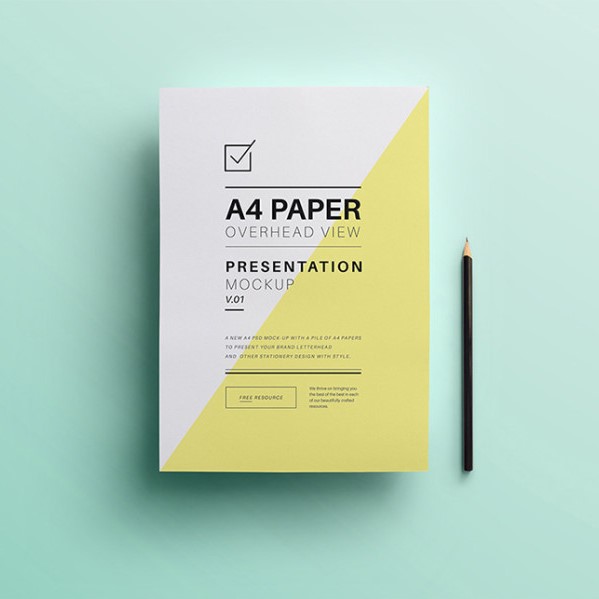 A4 PAPER
OVERHEAD VIEW
PRESENTATION
MOCKUP
V.01
A NEW A4 PSD MOCK-UP WITH A PILE OF A4 PAPERS
TO PRESENT YOUR BRAND LETTERHEAD
AND OTHER STATIONERY DESIGN WITH STYLE.
FREE RESOURCE
We thrive on bringing you
the best of the best in each
of our beautifully crafted
resources.